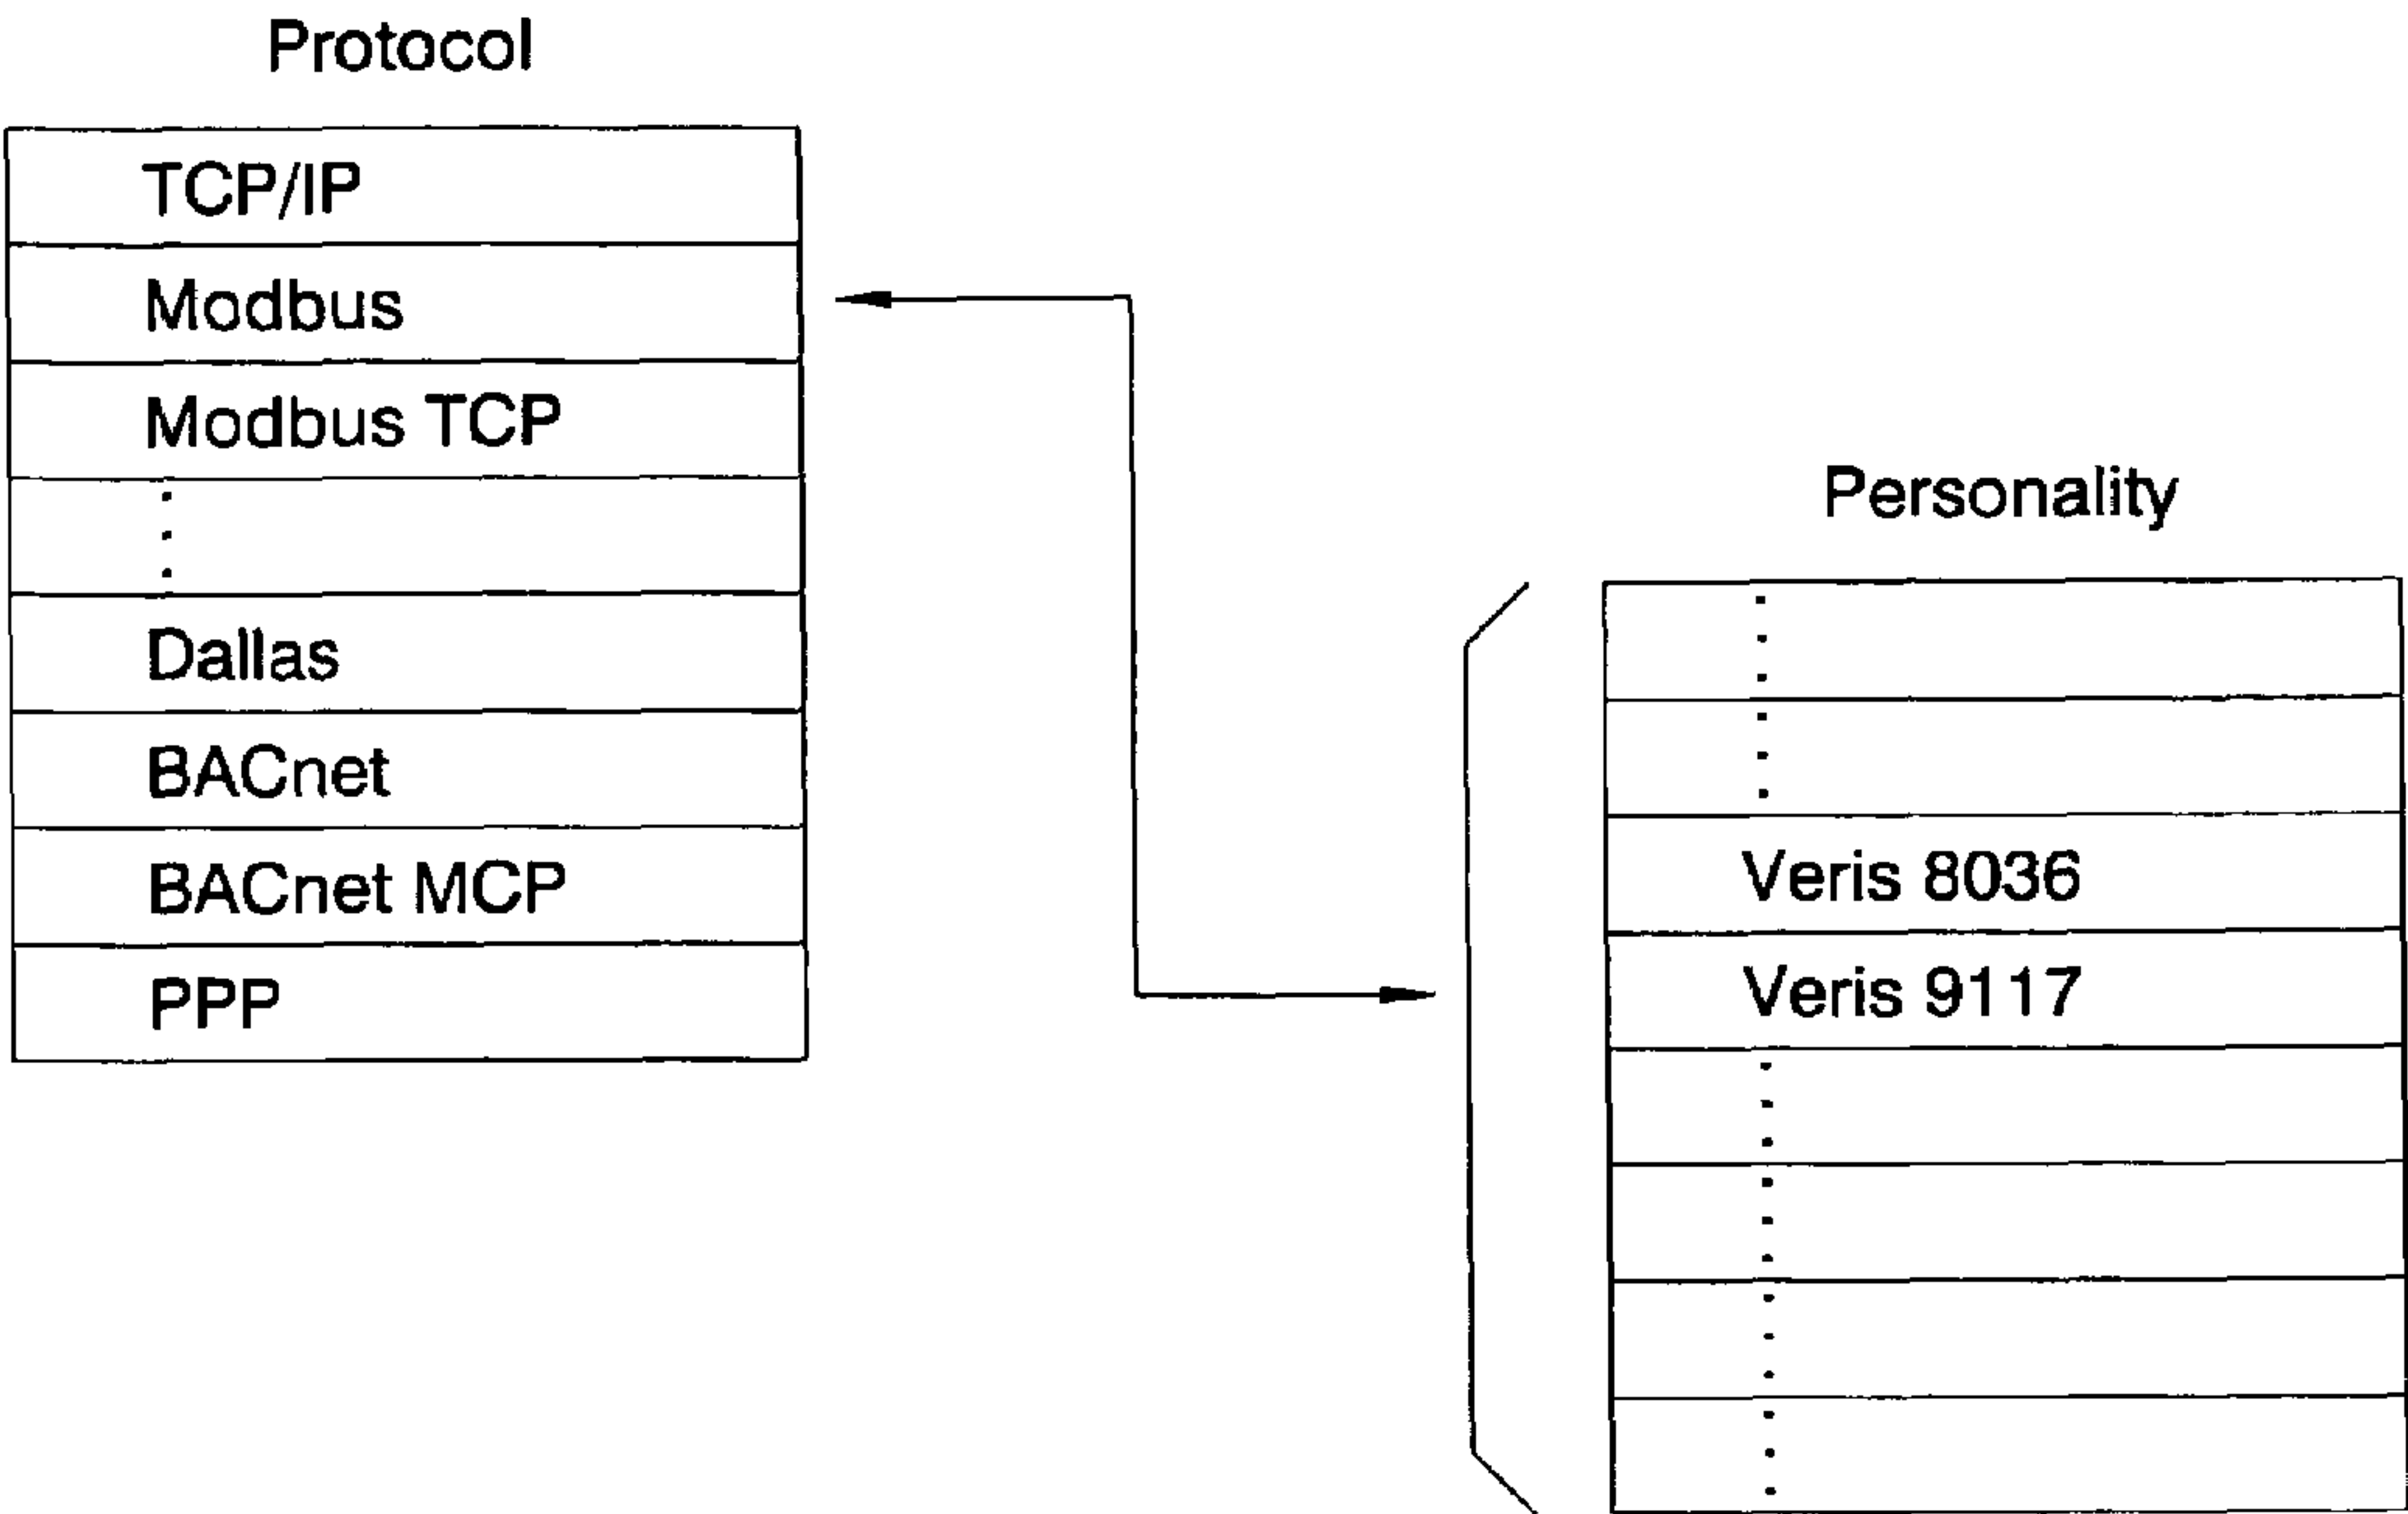 Protocol
TCP/IP
Modbus
Modbus TCP
Dallas
BACnet
BACnet MCP
PPP
Personality
Veris 8036
Veris 9117